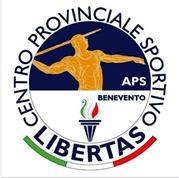 CENTRO PROVINCIALE SPORTIVO
APS
BENEVENTO
LIBERTAS